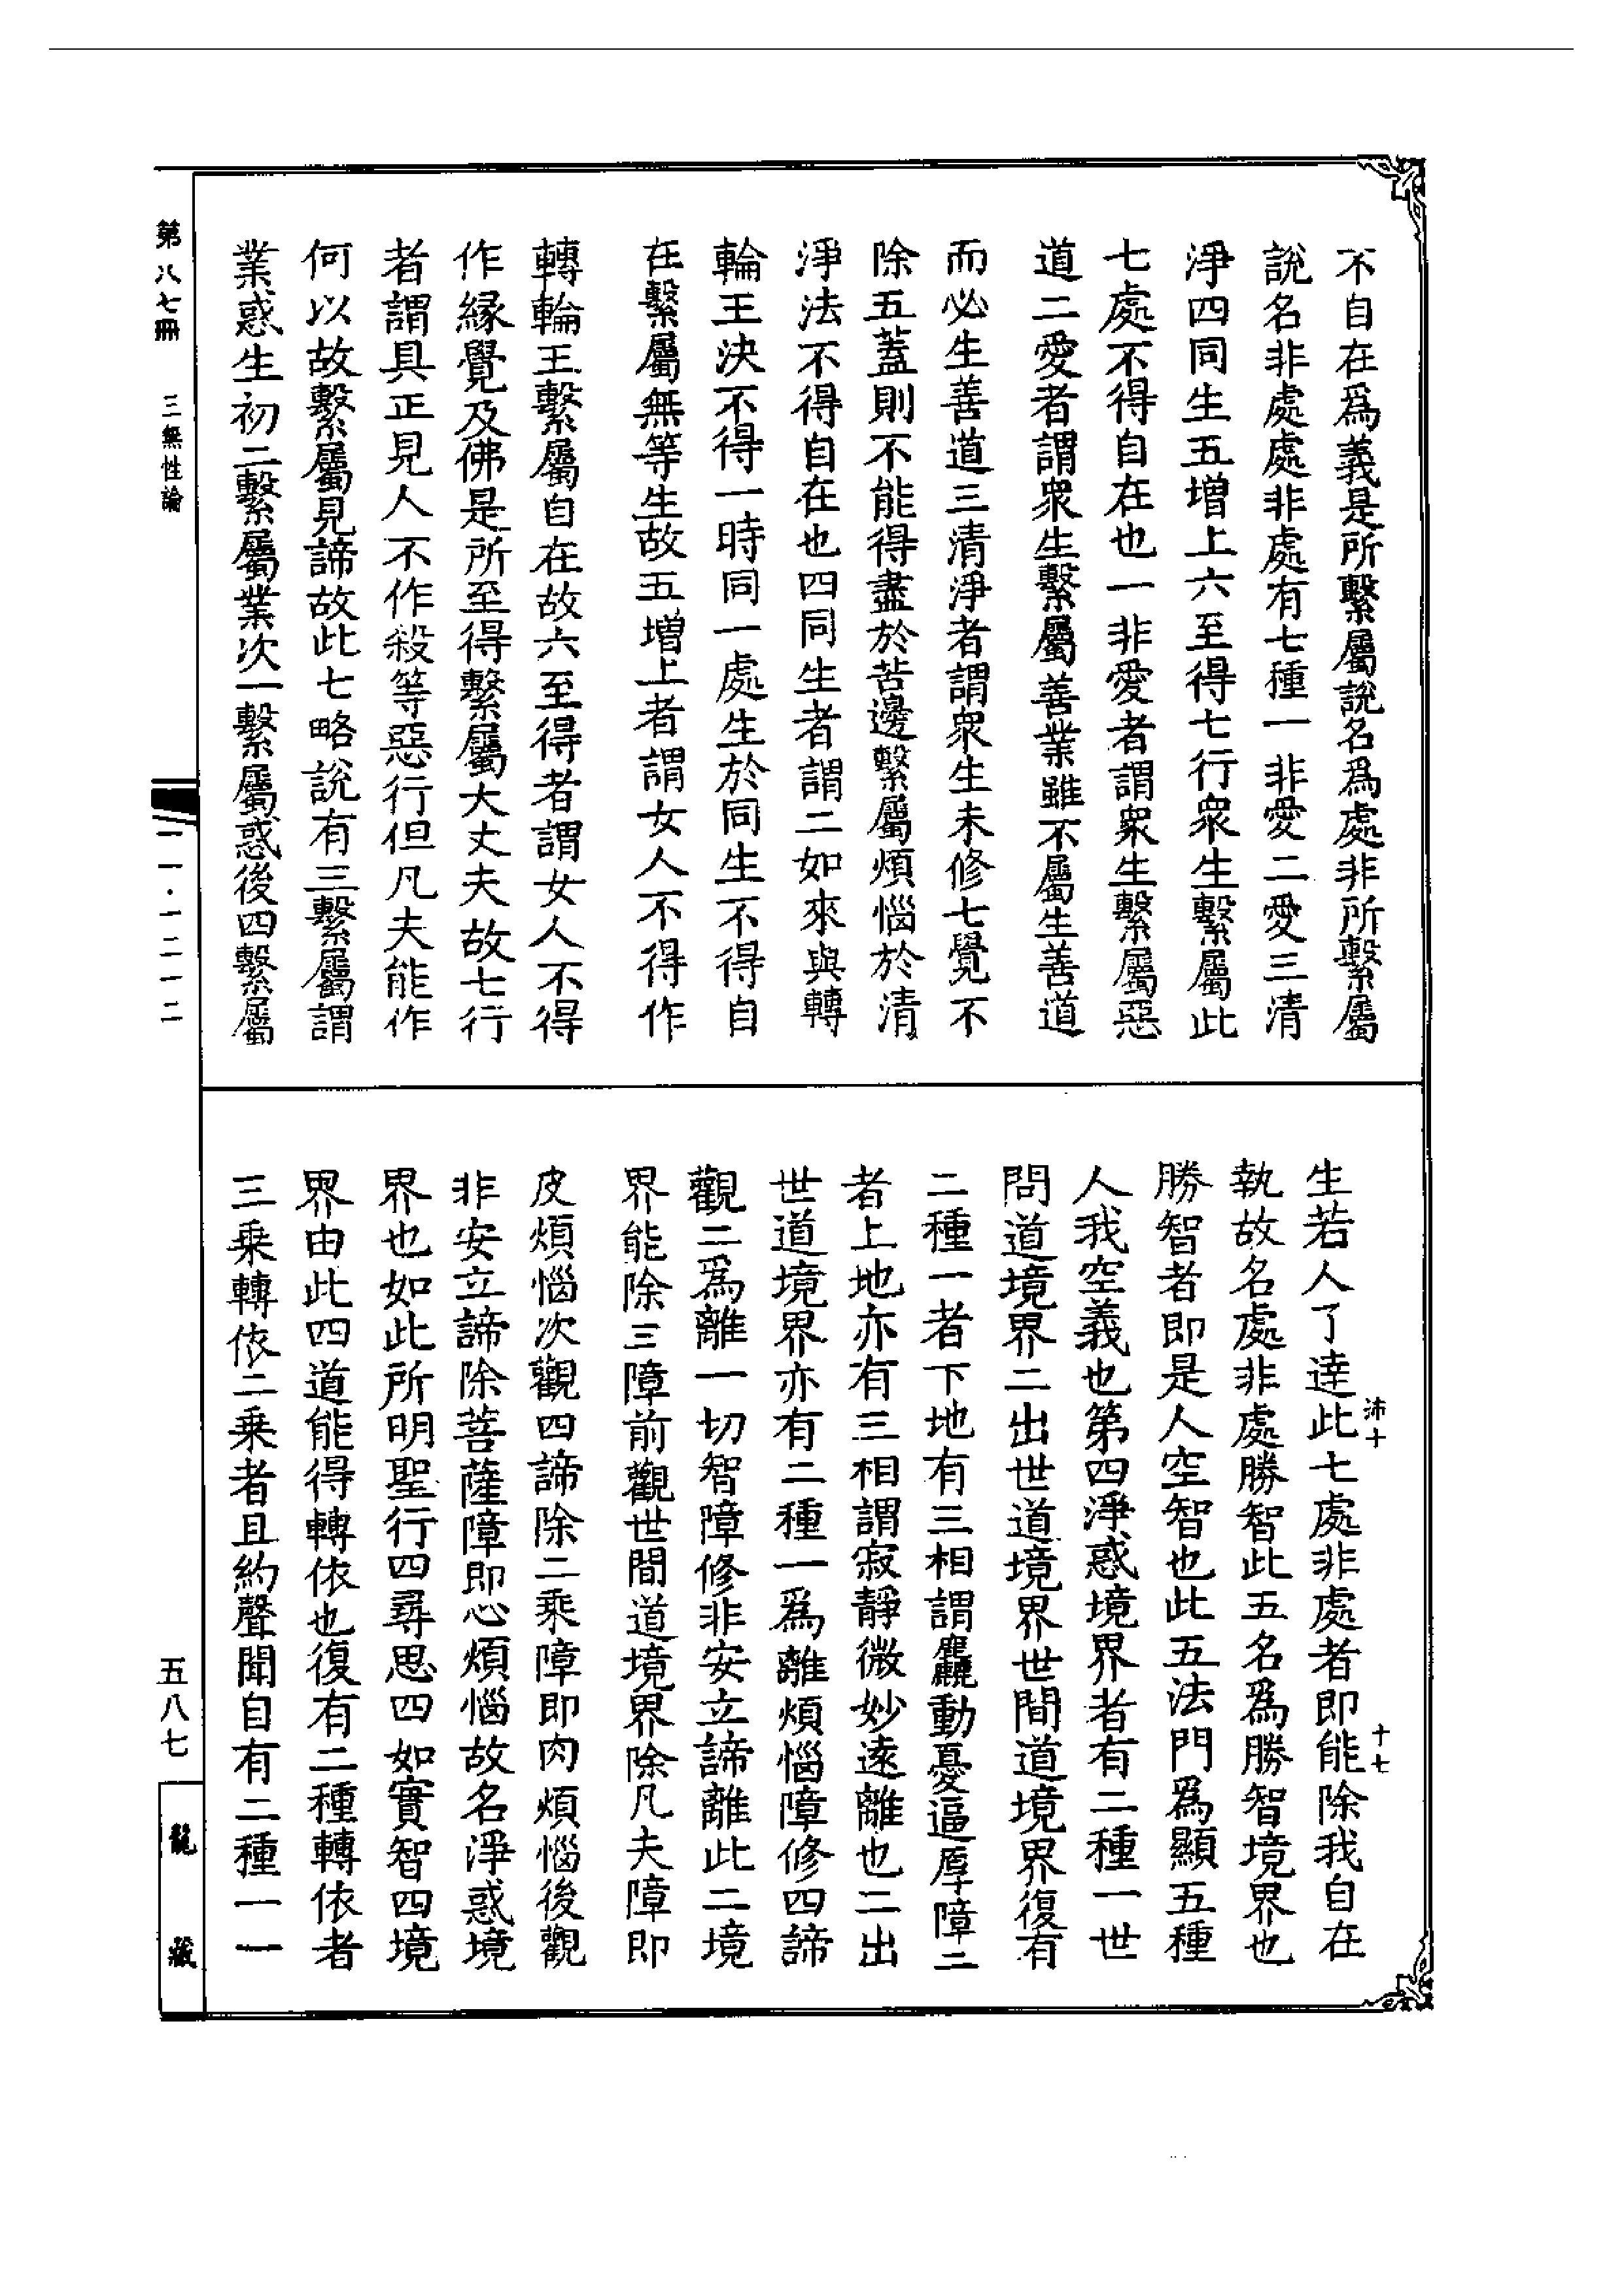 不自在爲義是所繫屬說名爲處非所繫屬
說名非處處非處有七種一非愛二愛三清
淨四同生五增上六至得七行衆生繫屬此
七處不得自在也一非愛者謂衆生繫屬惡
道二愛者謂衆生繫屬善業雖不屬生善道
而必生善道三清淨者謂衆生未修七覺不
除五蓋則不能得盡於苦邊繫屬煩惱於清
淨法不得自在也四同生者謂二如來與轉
輪王決不得一時同一處生於同生不得自
在繫屬無等生故五增上者謂女人不得作
轉輪王繫屬自在故六至得者謂女人不得
作緣覺及佛是所至得繫屬大丈夫故七行
者謂具正見人不作殺等惡行但凡夫能作
何以故繫屬見諦故此七略說有三繫屬謂
業惑生初二繫屬業次一繫屬惑後四繫屬
第八七冊　三無性論
一一·一二一二
生若人了達此七處非處者即能除我自在
執故名處非處勝智此五名爲勝智境界也
勝智者即是人空智也此五法門爲顯五種
人我空義也第四淨惑境界者有二種一世
間道境界二出世道境界世間道境界復有
二種一者下地有三相謂麤動憂逼厚障二
者上地亦有三相謂寂靜微妙遠離也二出
世道境界亦有二種一爲離煩惱障修四諦
觀二爲離一切智障修非安立諦離此二境
界能除三障前觀世間道境界除凡夫障即
皮煩惱次觀四諦除二乘障即肉煩惱後觀
非安立諦除菩薩障即心煩惱故名淨惑境
界也如此所明聖行四尋思四如實智四境
界由此四道能得轉依也復有二種轉依者
三乘轉依二乘者且約聲聞自有二種一一
沛十
十七
五八七
龍藏